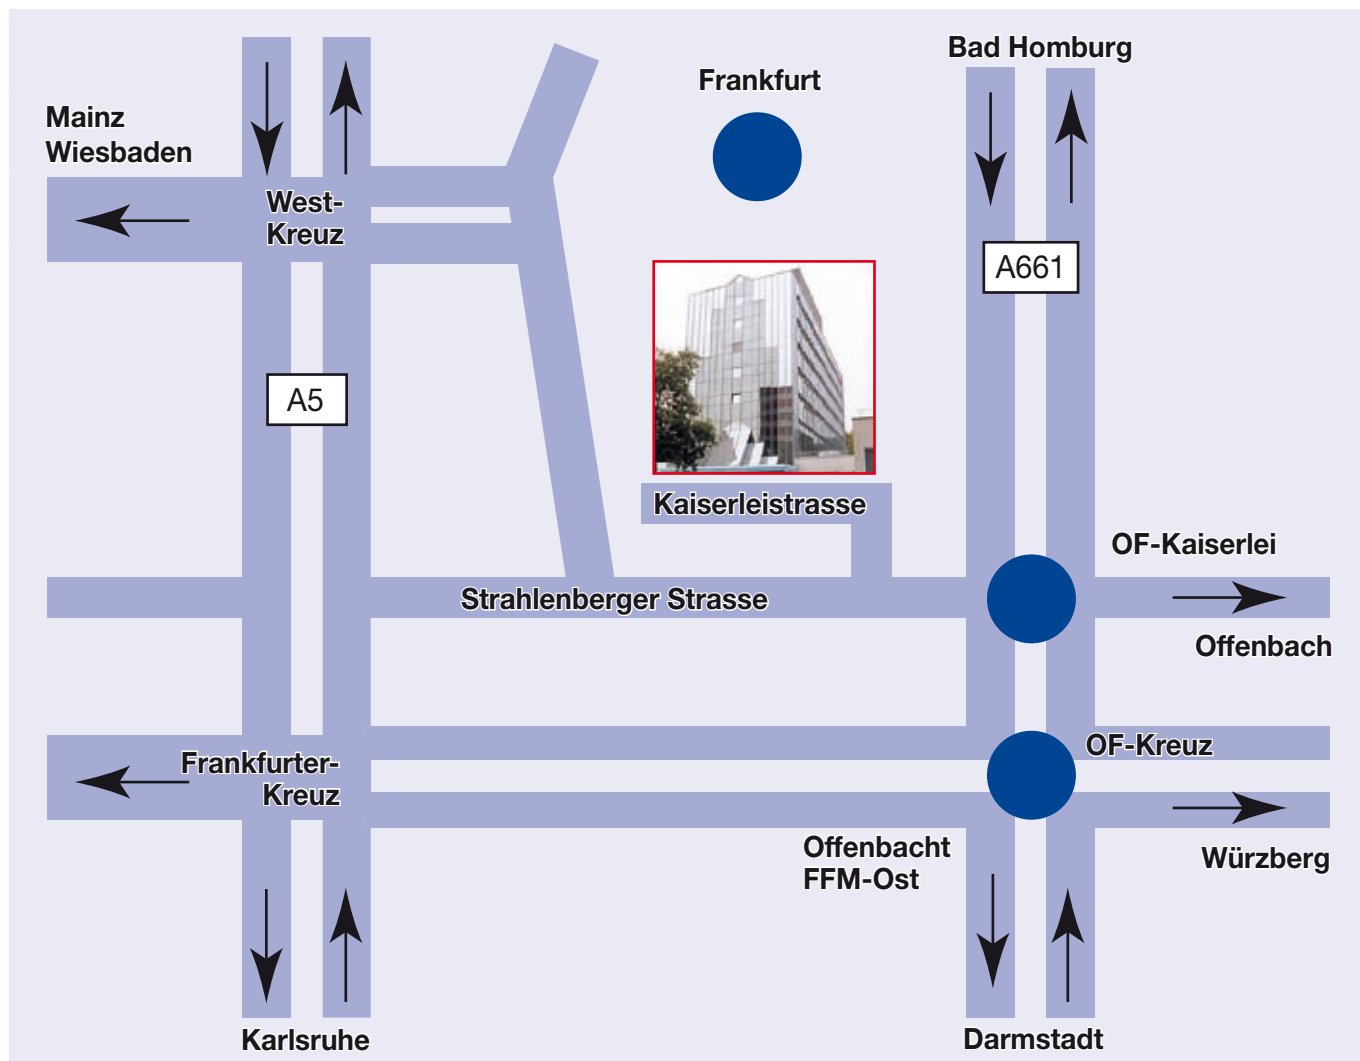 Bad Homburg
Frankfurt
Mainz
Wiesbaden
West-
Kreuz
A661
A5
Kaiserleistrasse
OF-Kaiserlei
Strahlenberger Strasse
Offenbach
OF-Kreuz
Frankfurter-
Kreuz
Offenbacht
FFM-Ost
Würzberg
Karlsruhe
Darmstadt